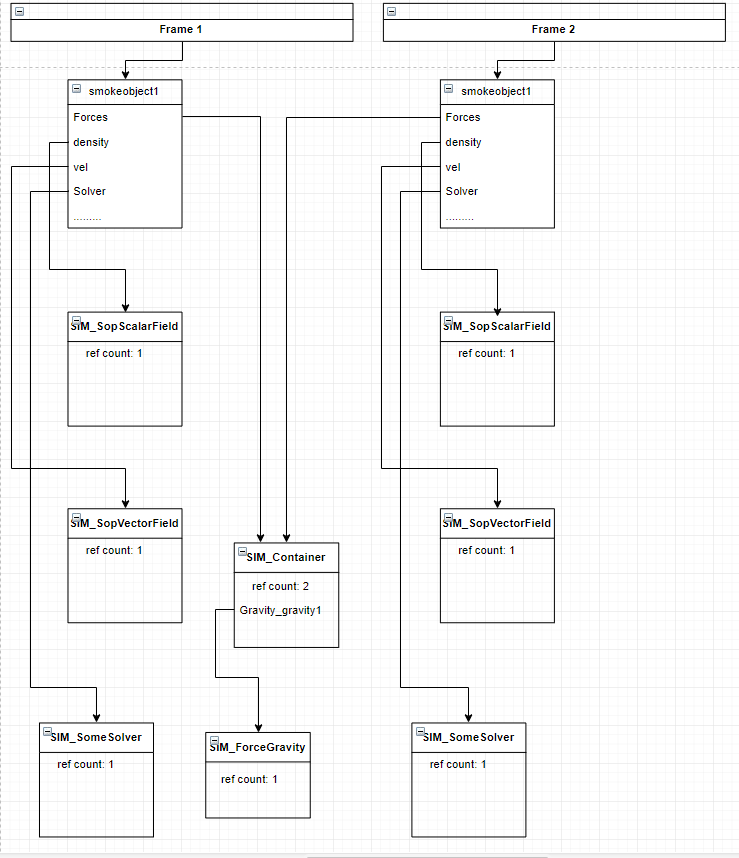 Frame 1
Frame 2
smokeobject1
Forces
density
vel
Solver
.........
smokeobject1
Forces
density
vel
Solver
.........
SIM_SopScalarField
ref count: 1
SIM_SopScalarField
ref count: 1
SIM_SopVectorField
ref count: 1
SIM_SopVectorField
ref count: 1
SIM_Container
ref count: 2
Gravity_gravity1
SIM_SomeSolver
ref count: 1
SIM_ForceGravity
ref count: 1
SIM_SomeSolver
ref count: 1